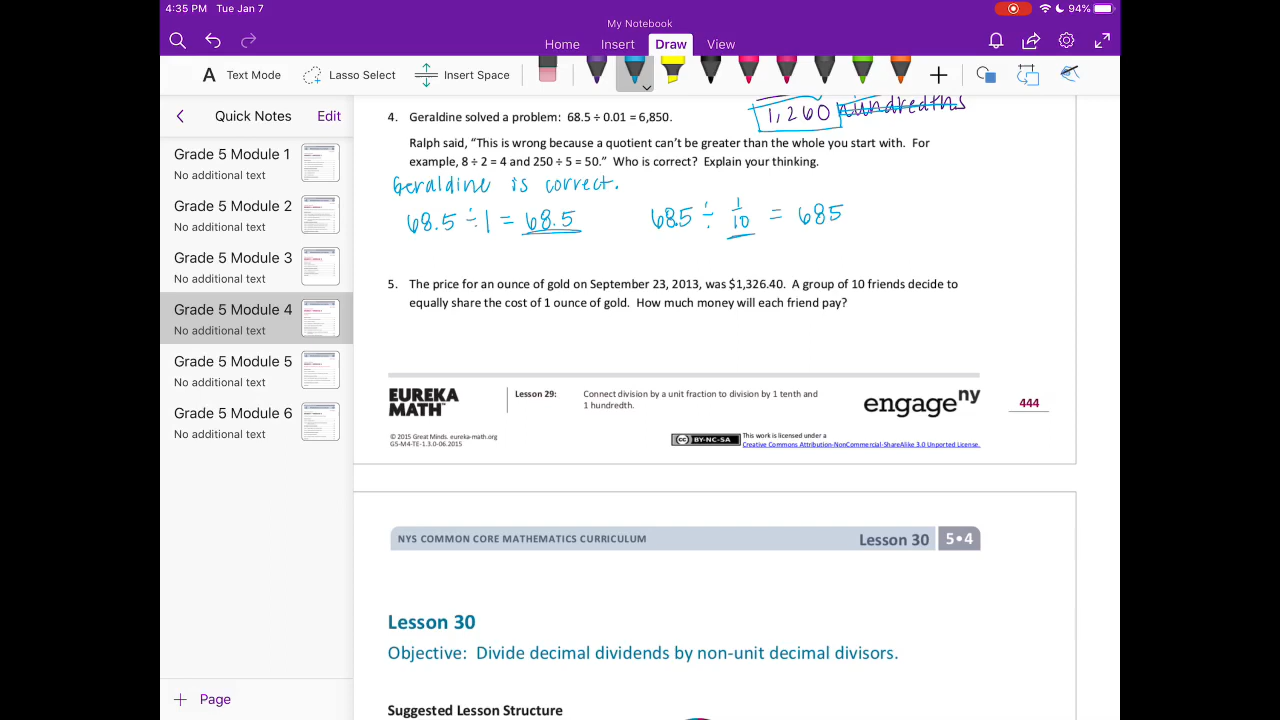 4:35 PM Tue Jan 7
94%
My Notebook
Home Insert Draw View
A Text Mode Lasso Select Insert Space
Quick Notes Edit
Grade 5 Module 1
No additional text
Grade 5 Module 2
No additional text
Grade 5 Module 3
No additional text
Grade 5 Module 4
No additional text
Grade 5 Module 5
No additional text
Grade 5 Module 6
No additional text
+ Page
1,260 hundredths
4. Geraldine solved a problem: 68.5 ÷ 0.01 = 6,850.
Ralph said, “This is wrong because a quotient can’t be greater than the whole you start with. For
example, 8 ÷ 2 = 4 and 250 ÷ 5 = 50.” Who is correct? Explain your thinking.
Geraldine is correct.
68.5 ÷ 1 = 68.5 68.5 ÷ 1/10 = 685
5. The price for an ounce of gold on September 23, 2013, was $1,326.40. A group of 10 friends decide to
equally share the cost of 1 ounce of gold. How much money will each friend pay?
EUREKA
MATH™
Lesson 29: Connect division by a unit fraction to division by 1 tenth and
1 hundredth.
engage ny
444
© 2015 Great Minds. eureka-math.org
G5-M4-TE-1.3.0-06.2015
cc BY-NC-SA
This work is licensed under a
Creative Commons Attribution-NonCommercial-ShareAlike 3.0 Unported License.
NYS COMMON CORE MATHEMATICS CURRICULUM Lesson 30 5•4
Lesson 30
Objective: Divide decimal dividends by non-unit decimal divisors.
Suggested Lesson Structure